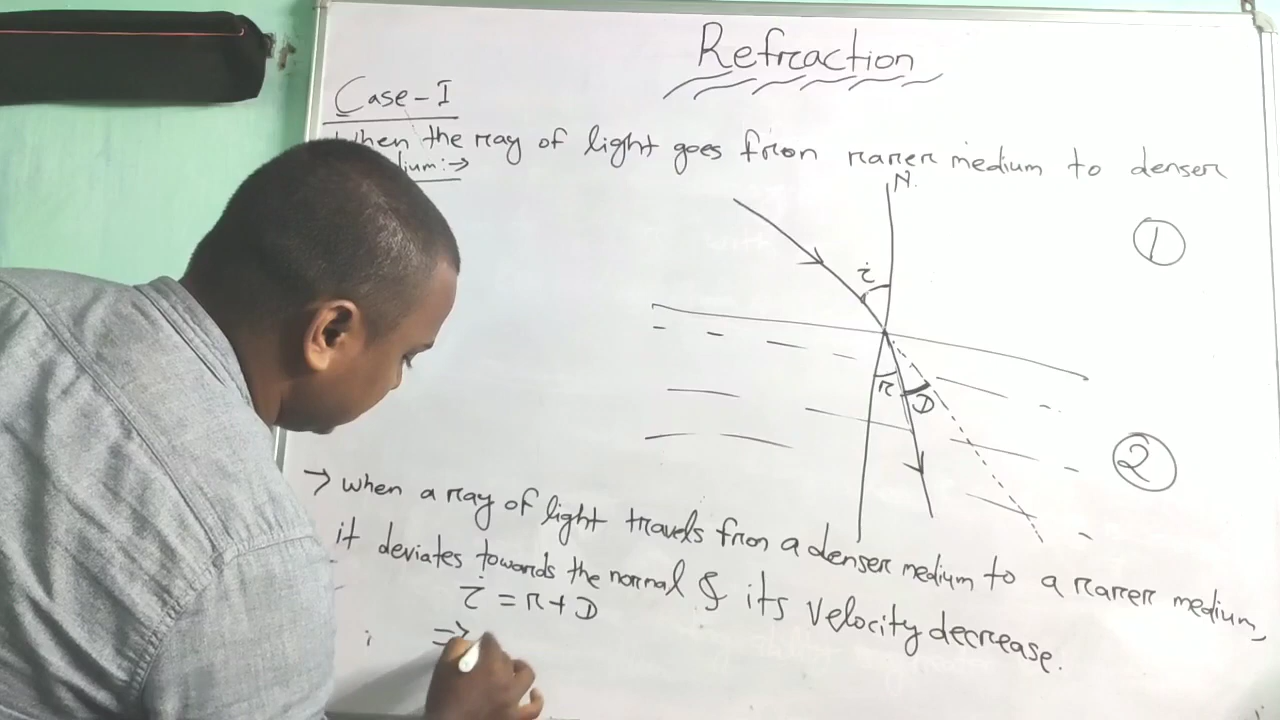 Refraction
Case-I
When the ray of light goes from rarer medium to denser
N.
i
1
r
D
2
→ when a ray of light travels from a denser medium to a rarer medium,
it deviates towards the normal & its velocity decrease.
i = r + D
⇒